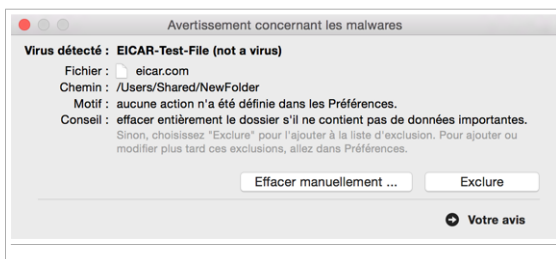 Avertissement concernant les malwares
Virus détecté : EICAR-Test-File (not a virus)
Fichier : eicar.com
Chemin : /Users/Shared/NewFolder
Motif : aucune action n'a été définie dans les Préférences.
Conseil : effacer entièrement le dossier s'il ne contient pas de données importantes.
Sinon, choisissez "Exclure" pour l'ajouter à la liste d'exclusion. Pour ajouter ou
modifier plus tard ces exclusions, allez dans Préférences.
Effacer manuellement ... Exclure
Votre avis